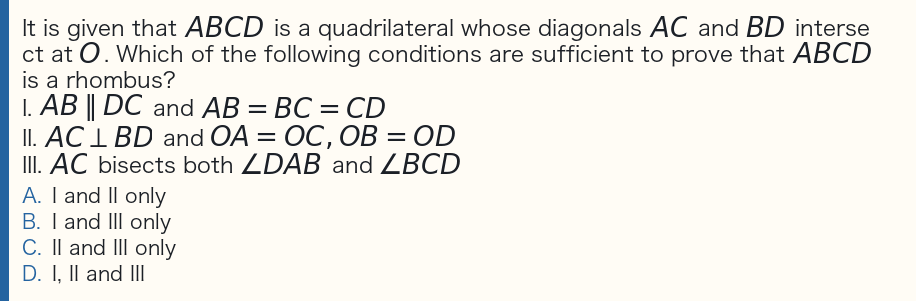 It is given that ABCD is a quadrilateral whose diagonals AC and BD interse
ct at O. Which of the following conditions are sufficient to prove that ABCD
is a rhombus?
I. AB ∥ DC and AB = BC = CD
II. AC ⊥ BD and OA = OC, OB = OD
III. AC bisects both ∠DAB and ∠BCD
A. I and II only
B. I and III only
C. II and III only
D. I, II and III